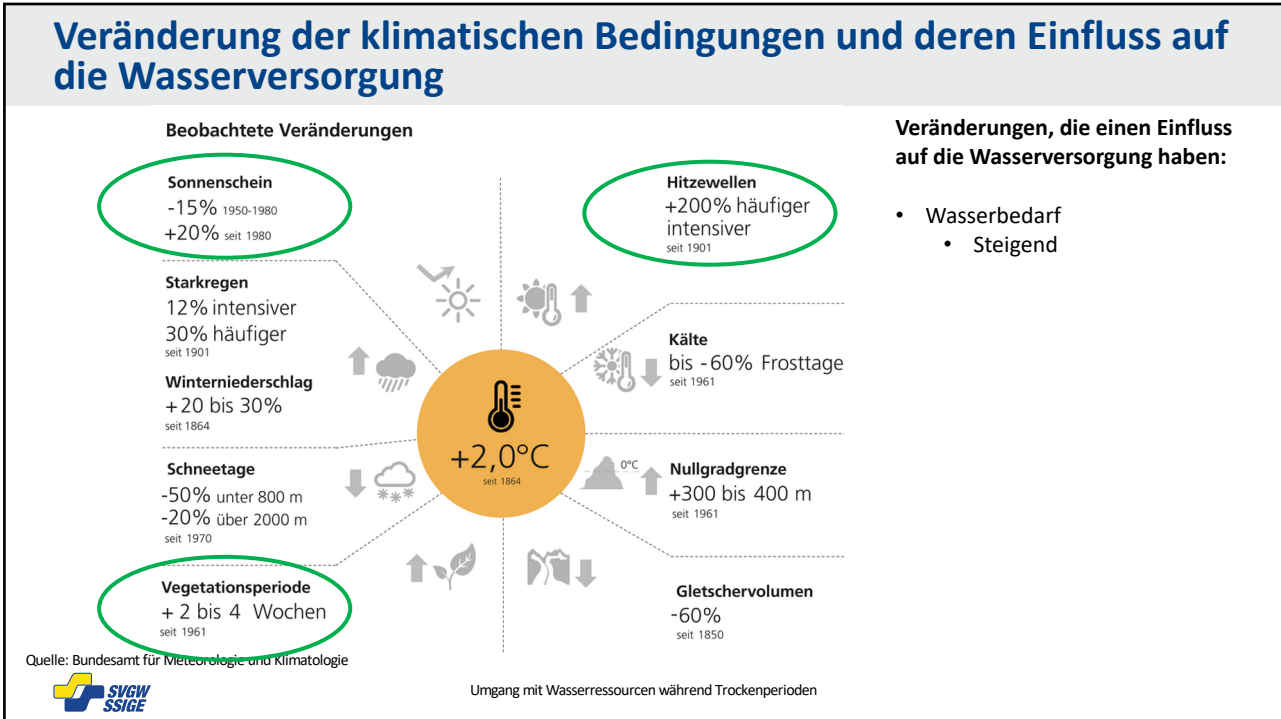 Veränderung der klimatischen Bedingungen und deren Einfluss auf
die Wasserversorgung
Beobachtete Veränderungen
Sonnenschein
-15% 1950-1980
+20% seit 1980
Starkregen
12% intensiver
30% häufiger
seit 1901
Winterniederschlag
+20 bis 30%
seit 1864
Schneetage
-50% unter 800 m
-20% über 2000 m
seit 1970
Vegetationsperiode
+ 2 bis 4 Wochen
seit 1961
+2,0°C
seit 1864
Hitzewellen
+200% häufiger
intensiver
seit 1901
Kälte
bis -60% Frosttage
seit 1961
0°C
Nullgradgrenze
+300 bis 400 m
seit 1961
Gletschervolumen
-60%
seit 1850
Veränderungen, die einen Einfluss
auf die Wasserversorgung haben:
• Wasserbedarf
• Steigend
Quelle: Bundesamt für Meteorologie und Klimatologie
SVGW
SSIGE
Umgang mit Wasserressourcen während Trockenperioden